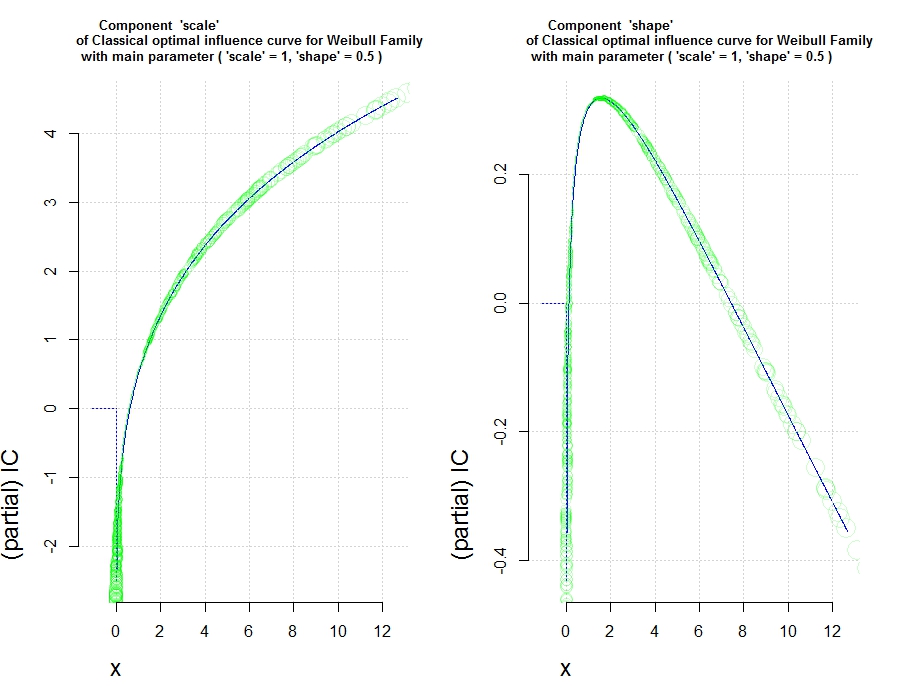 Component 'scale'
of Classical optimal influence curve for Weibull Family
with main parameter ( 'scale' = 1, 'shape' = 0.5 )
4
3
2
1
0
-1
-2
(partial) IC
0 2 4 6 8 10 12
x
Component 'shape'
of Classical optimal influence curve for Weibull Family
with main parameter ( 'scale' = 1, 'shape' = 0.5 )
0.2
0.0
-0.2
-0.4
(partial) IC
0 2 4 6 8 10 12
x